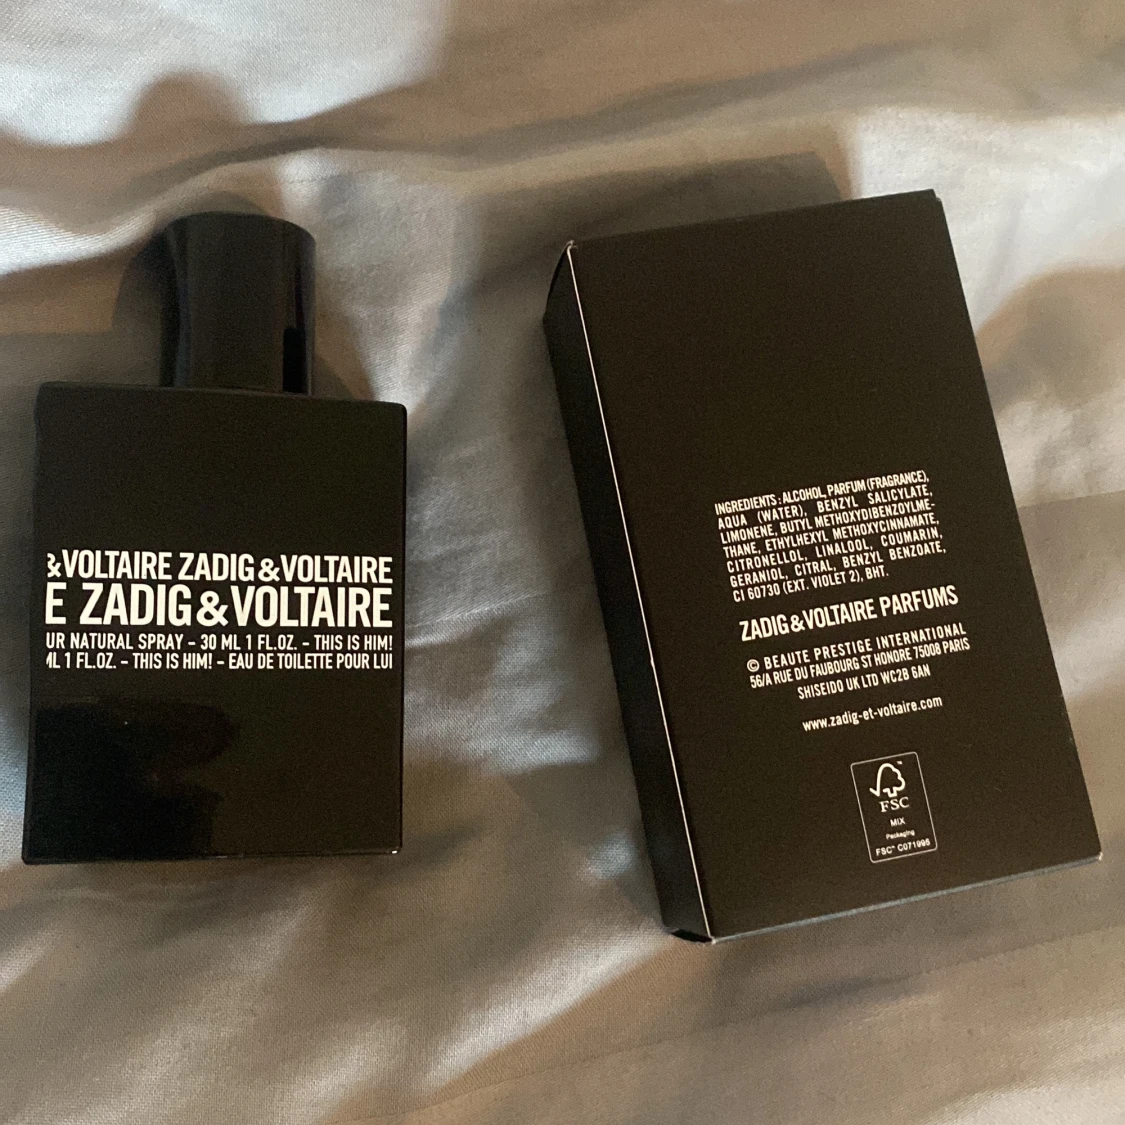 &VOLTAIRE ZADIG&VOLTAIRE
E ZADIG&VOLTAIRE
UR NATURAL SPRAY - 30 ML 1 FL.OZ. - THIS IS HIM!
ML 1 FL.OZ. - THIS IS HIM! - EAU DE TOILETTE POUR LUI
INGREDIENTS : ALCOHOL, PARFUM (FRAGRANCE),
AQUA (WATER), BENZYL SALICYLATE,
LIMONENE, BUTYL METHOXYDIBENZOYLME-
THANE, ETHYLHEXYL METHOXYCINNAMATE,
CITRONELLOL, LINALOOL, COUMARIN,
GERANIOL, CITRAL, BENZYL BENZOATE,
CI 60730 (EXT. VIOLET 2), BHT.
ZADIG&VOLTAIRE PARFUMS
© BEAUTE PRESTIGE INTERNATIONAL
56/A RUE DU FAUBOURG ST HONORE 75008 PARIS
SHISEIDO UK LTD WC2B 6AN
www.zadig-et-voltaire.com
FSC
MIX
Packaging
FSC™ C071995